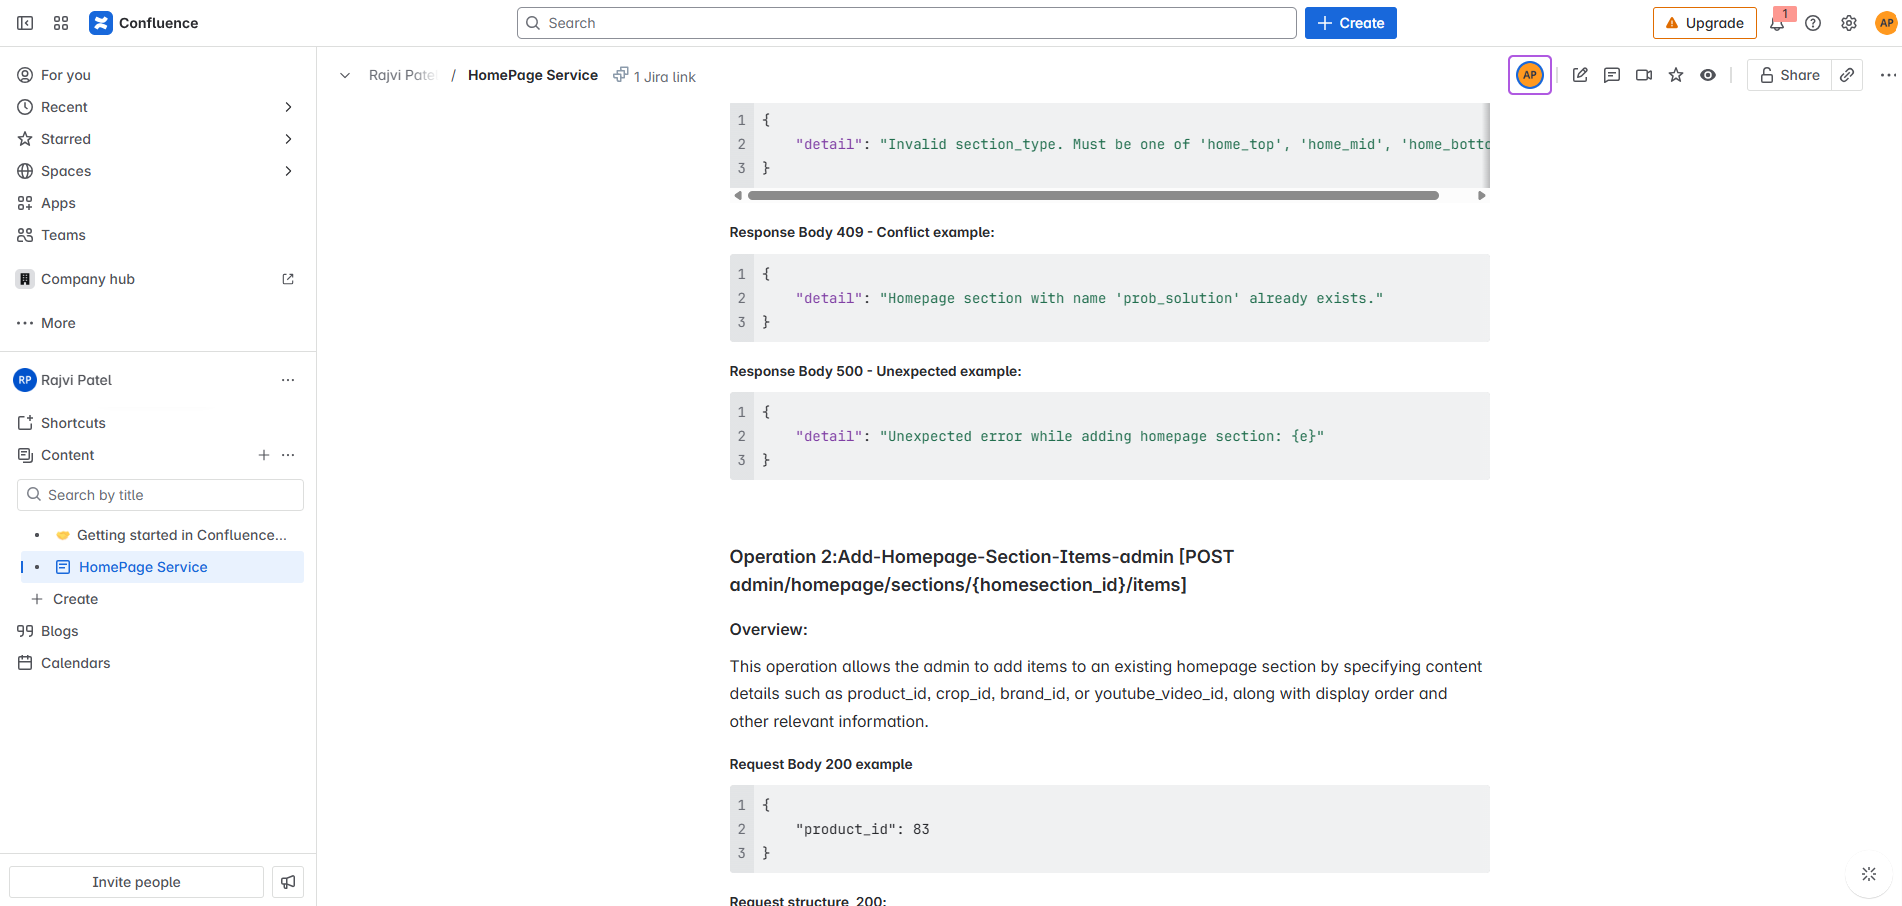 Confluence
Search
Create
Upgrade
1
AP
For you
Recent
Starred
Spaces
Apps
Teams
Company hub
More
RP Rajvi Patel
Shortcuts
Content
Search by title
Getting started in Confluence...
HomePage Service
Create
Blogs
Calendars
Invite people
Rajvi Patel / HomePage Service 1 Jira link
AP
Share
1 {
2 "detail": "Invalid section_type. Must be one of 'home_top', 'home_mid', 'home_botto
3 }
Response Body 409 - Conflict example:
1 {
2 "detail": "Homepage section with name 'prob_solution' already exists."
3 }
Response Body 500 - Unexpected example:
1 {
2 "detail": "Unexpected error while adding homepage section: {e}"
3 }
Operation 2:Add-Homepage-Section-Items-admin [POST
admin/homepage/sections/{homesection_id}/items]
Overview:
This operation allows the admin to add items to an existing homepage section by specifying content
details such as product_id, crop_id, brand_id, or youtube_video_id, along with display order and
other relevant information.
Request Body 200 example
1 {
2 "product_id": 83
3 }
Request structure 200: